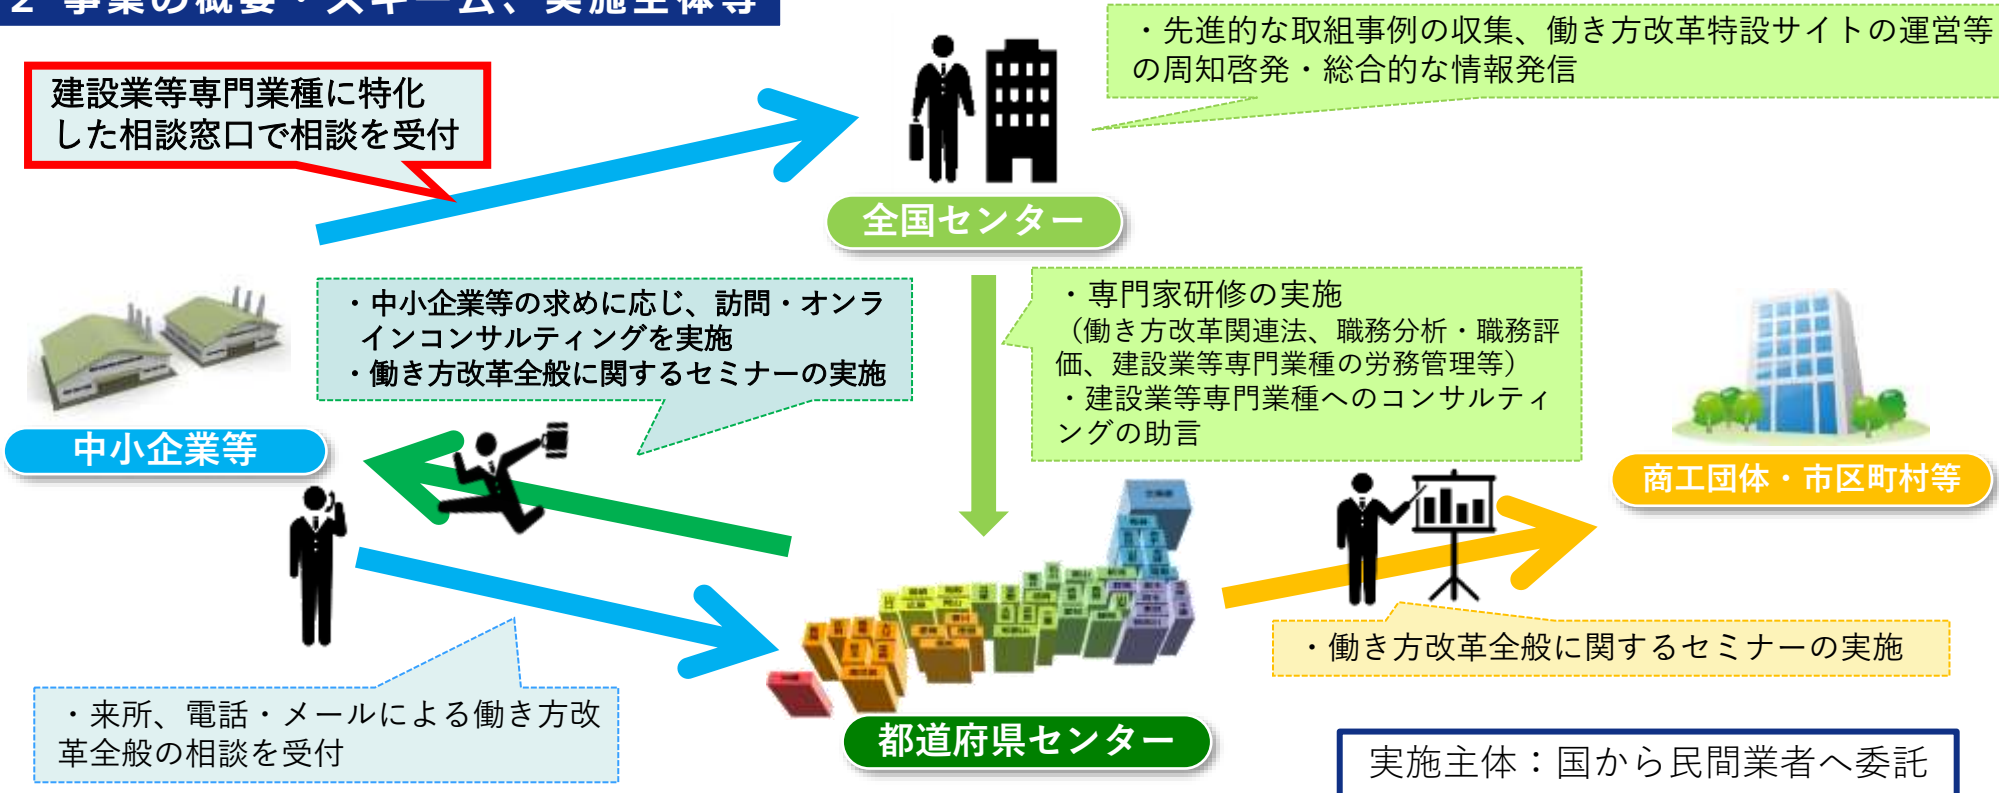 2 事業の概要・スキーム、実施主体等
・先進的な取組事例の収集、働き方改革特設サイトの運営等
の周知啓発・総合的な情報発信
建設業等専門業種に特化
した相談窓口で相談を受付
全国センター
・中小企業等の求めに応じ、訪問・オンラ
インコンサルティングを実施
・働き方改革全般に関するセミナーの実施
・専門家研修の実施
（働き方改革関連法、職務分析・職務評
価、建設業等専門業種の労務管理等）
・建設業等専門業種へのコンサルティ
ングの助言
中小企業等
商工団体・市区町村等
・働き方改革全般に関するセミナーの実施
・来所、電話・メールによる働き方改
革全般の相談を受付
都道府県センター
実施主体：国から民間業者へ委託